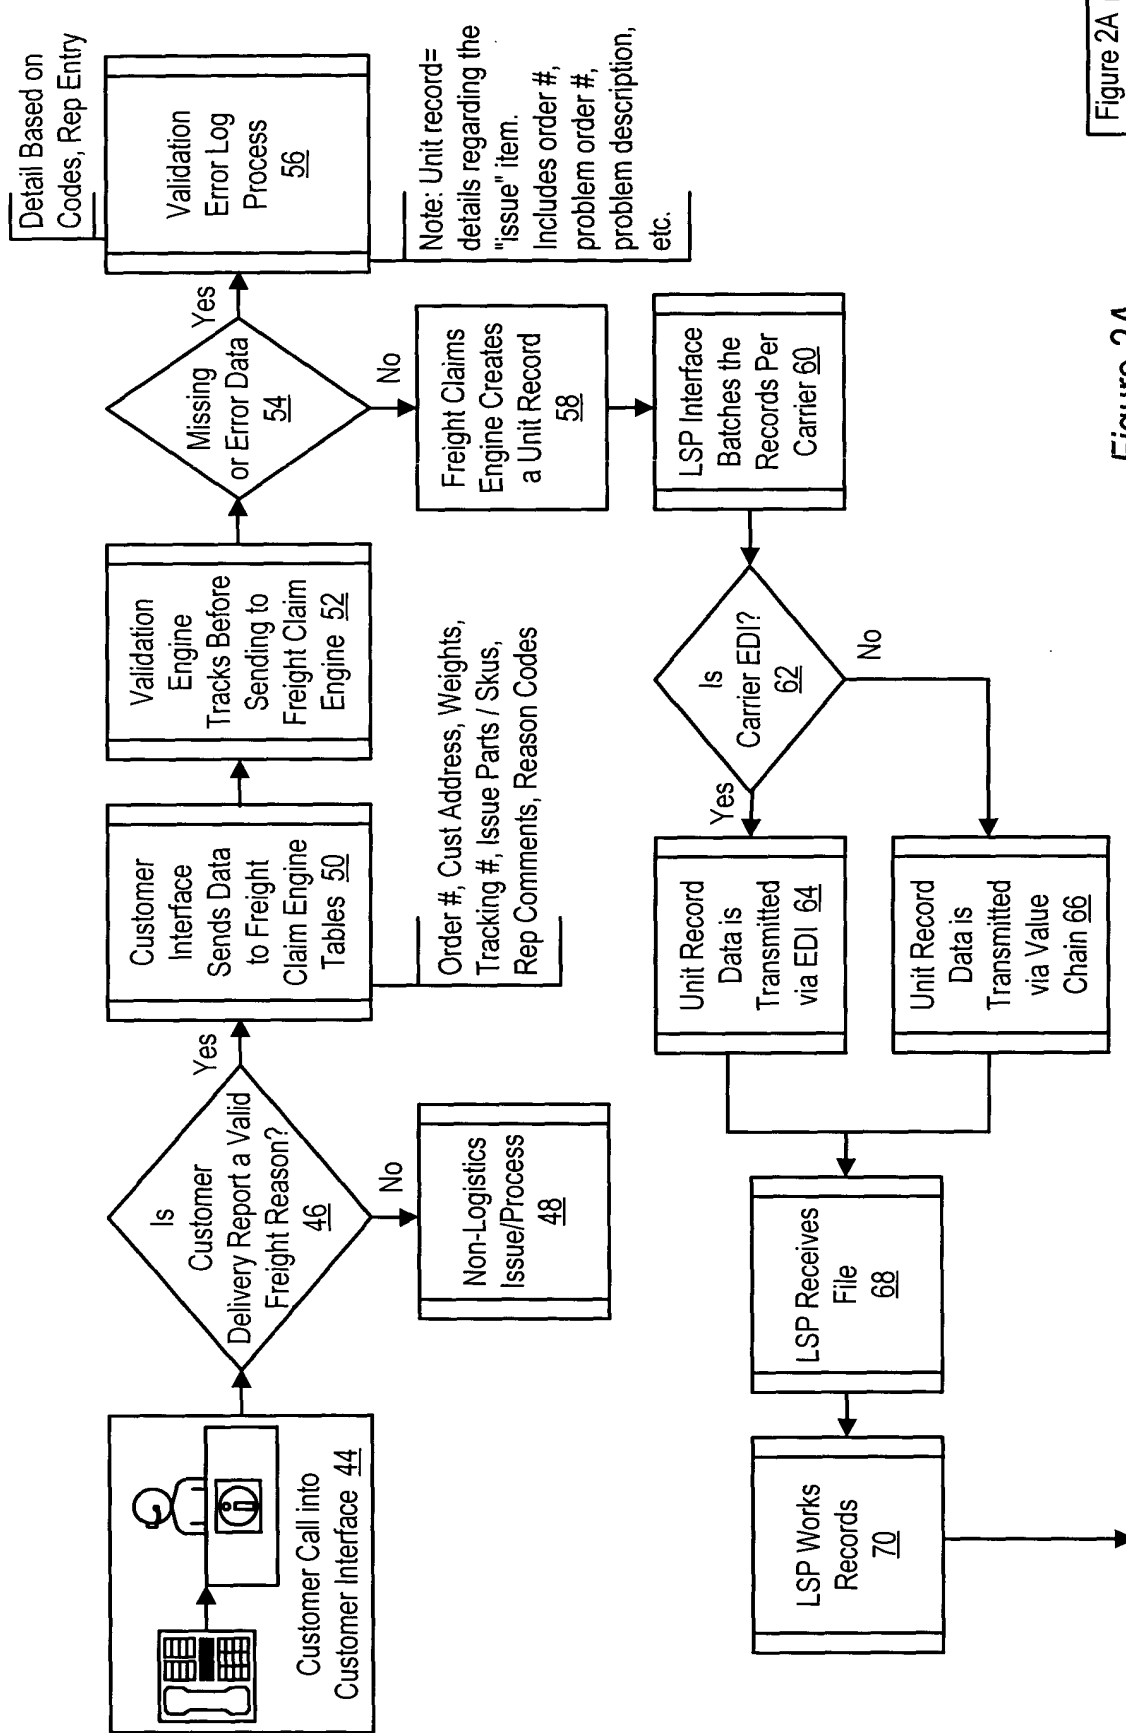 Customer Call into
Customer Interface 44
Is
Customer
Delivery Report a Valid
Freight Reason?
46
Yes
No
Non-Logistics
Issue/Process
48
Customer
Interface
Sends Data
to Freight
Claim Engine
Tables 50
Order #, Cust Address, Weights,
Tracking #, Issue Parts / Skus,
Rep Comments, Reason Codes
Validation
Engine
Tracks Before
Sending to
Freight Claim
Engine 52
Missing
or Error Data
54
Yes
No
Detail Based on
Codes, Rep Entry
Validation
Error Log
Process
56
Note: Unit record=
details regarding the
"issue" item.
Includes order #,
problem order #,
problem description,
etc.
Freight Claims
Engine Creates
a Unit Record
58
LSP Interface
Batches the
Records Per
Carrier 60
Is
Carrier EDI?
62
Yes
No
Unit Record
Data is
Transmitted
via EDI 64
Unit Record
Data is
Transmitted
via Value
Chain 66
LSP Receives
File
68
LSP Works
Records
70
Figure 2A
Figure 2A